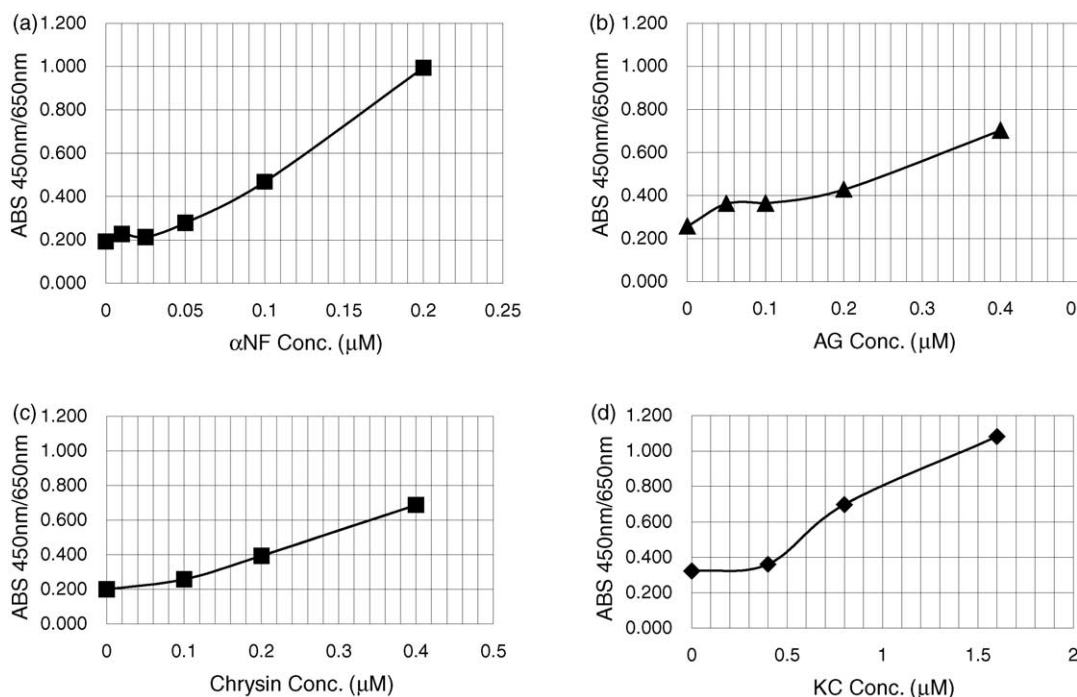 (a)
1.200
1.000
0.800
0.600
0.400
0.200
0.000
ABS 450nm/650nm
0 0.05 0.1 0.15 0.2 0.25
αNF Conc. (μM)
(b)
1.200
1.000
0.800
0.600
0.400
0.200
0.000
ABS 450nm/650nm
0 0.1 0.2 0.3 0.4 0
AG Conc. (μM)
(c)
1.200
1.000
0.800
0.600
0.400
0.200
0.000
ABS 450nm/650nm
0 0.1 0.2 0.3 0.4 0.5
Chrysin Conc. (μM)
(d)
1.200
1.000
0.800
0.600
0.400
0.200
0.000
ABS 450nm/650nm
0 0.5 1 1.5 2
KC Conc. (μM)